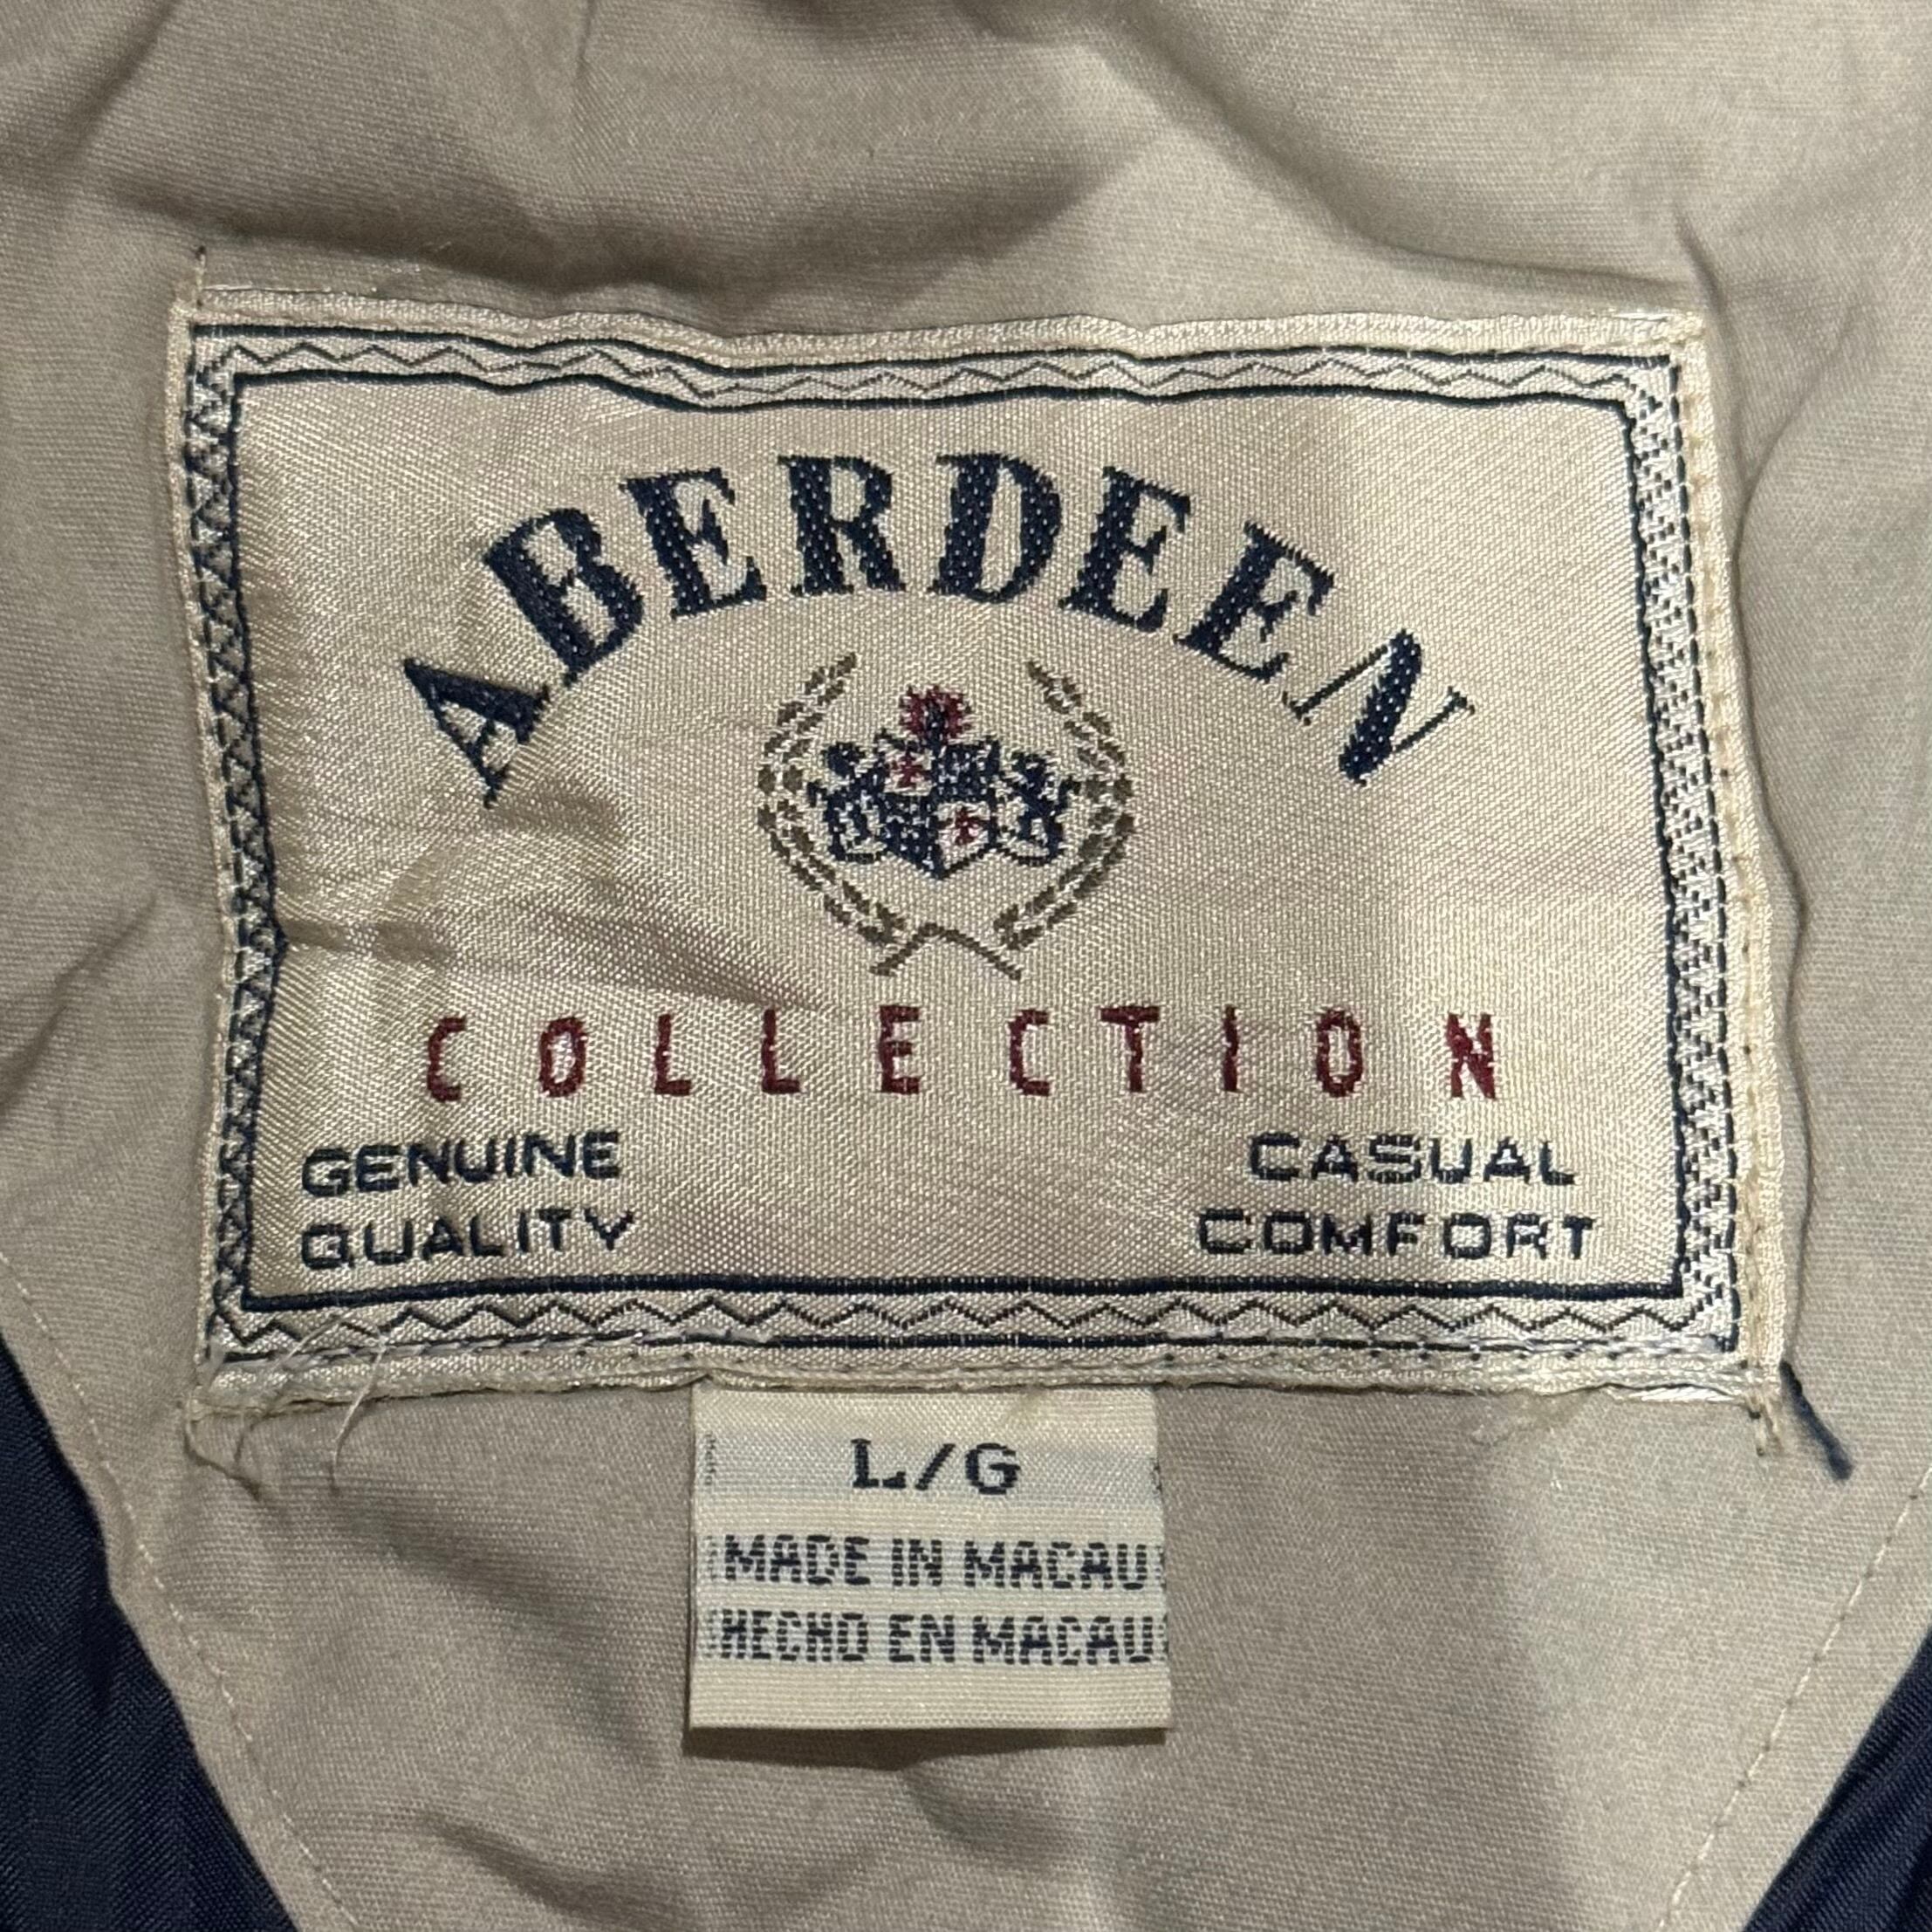 ABERDEEN
COLLECTION
GENUINE
QUALITY
CASUAL
COMFORT
L/G
MADE IN MACAU
HECHO EN MACAU